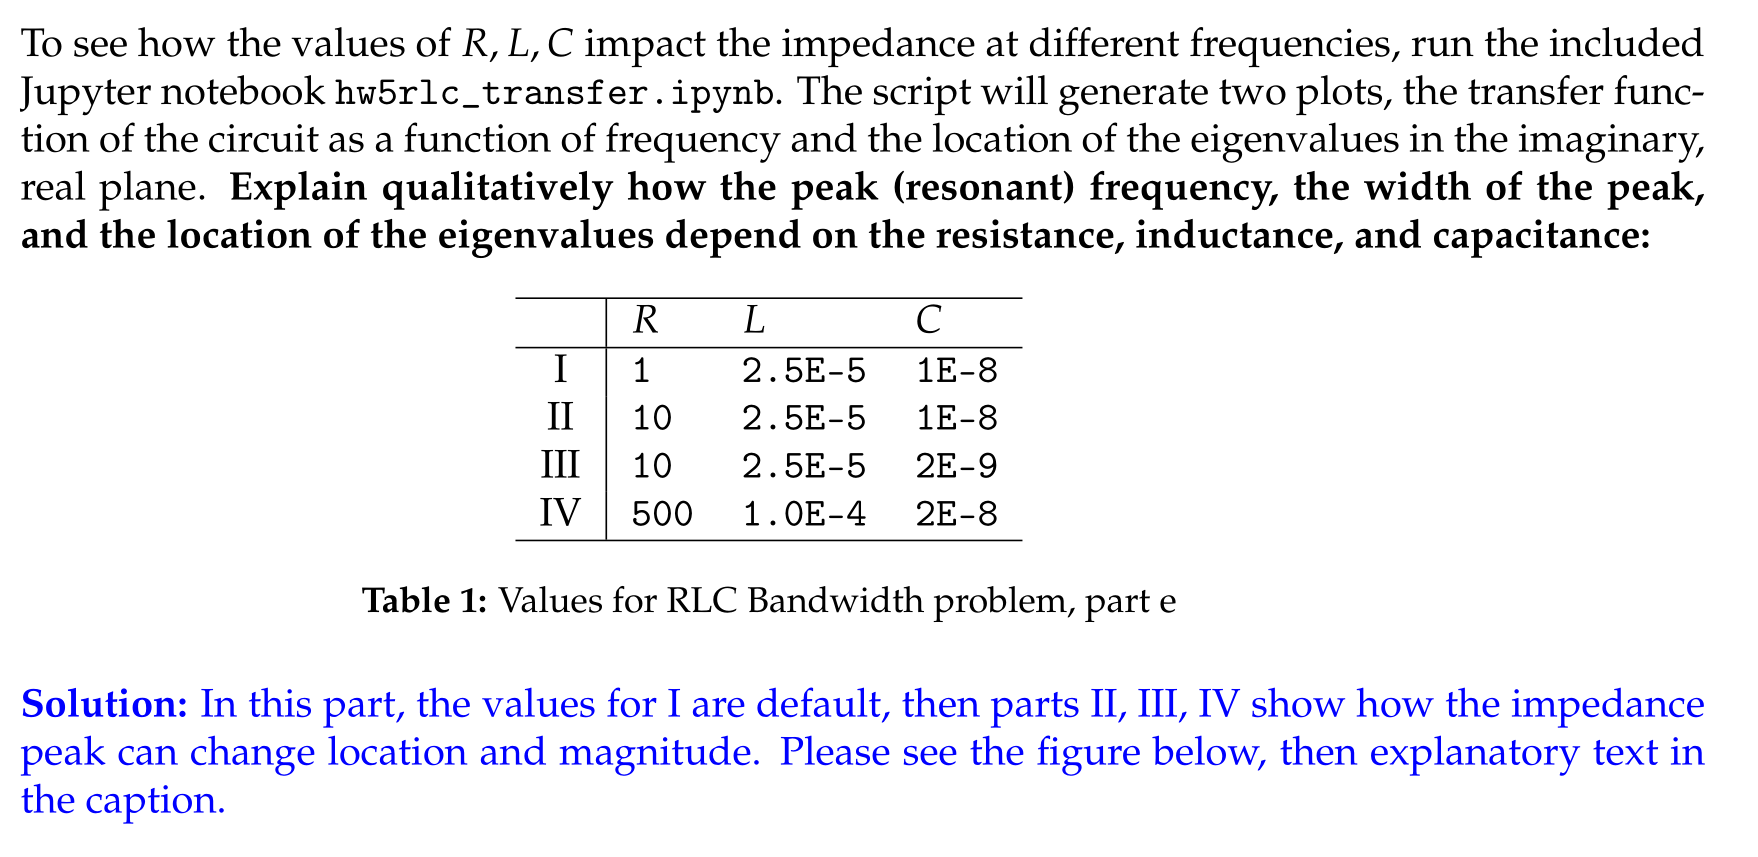 To see how the values of R, L, C impact the impedance at different frequencies, run the included
Jupyter notebook hw5rlc_transfer.ipynb. The script will generate two plots, the transfer func-
tion of the circuit as a function of frequency and the location of the eigenvalues in the imaginary,
real plane. Explain qualitatively how the peak (resonant) frequency, the width of the peak,
and the location of the eigenvalues depend on the resistance, inductance, and capacitance:
R L C
I 1 2.5E-5 1E-8
II 10 2.5E-5 1E-8
III 10 2.5E-5 2E-9
IV 500 1.0E-4 2E-8
Table 1: Values for RLC Bandwidth problem, part e
Solution: In this part, the values for I are default, then parts II, III, IV show how the impedance
peak can change location and magnitude. Please see the figure below, then explanatory text in
the caption.